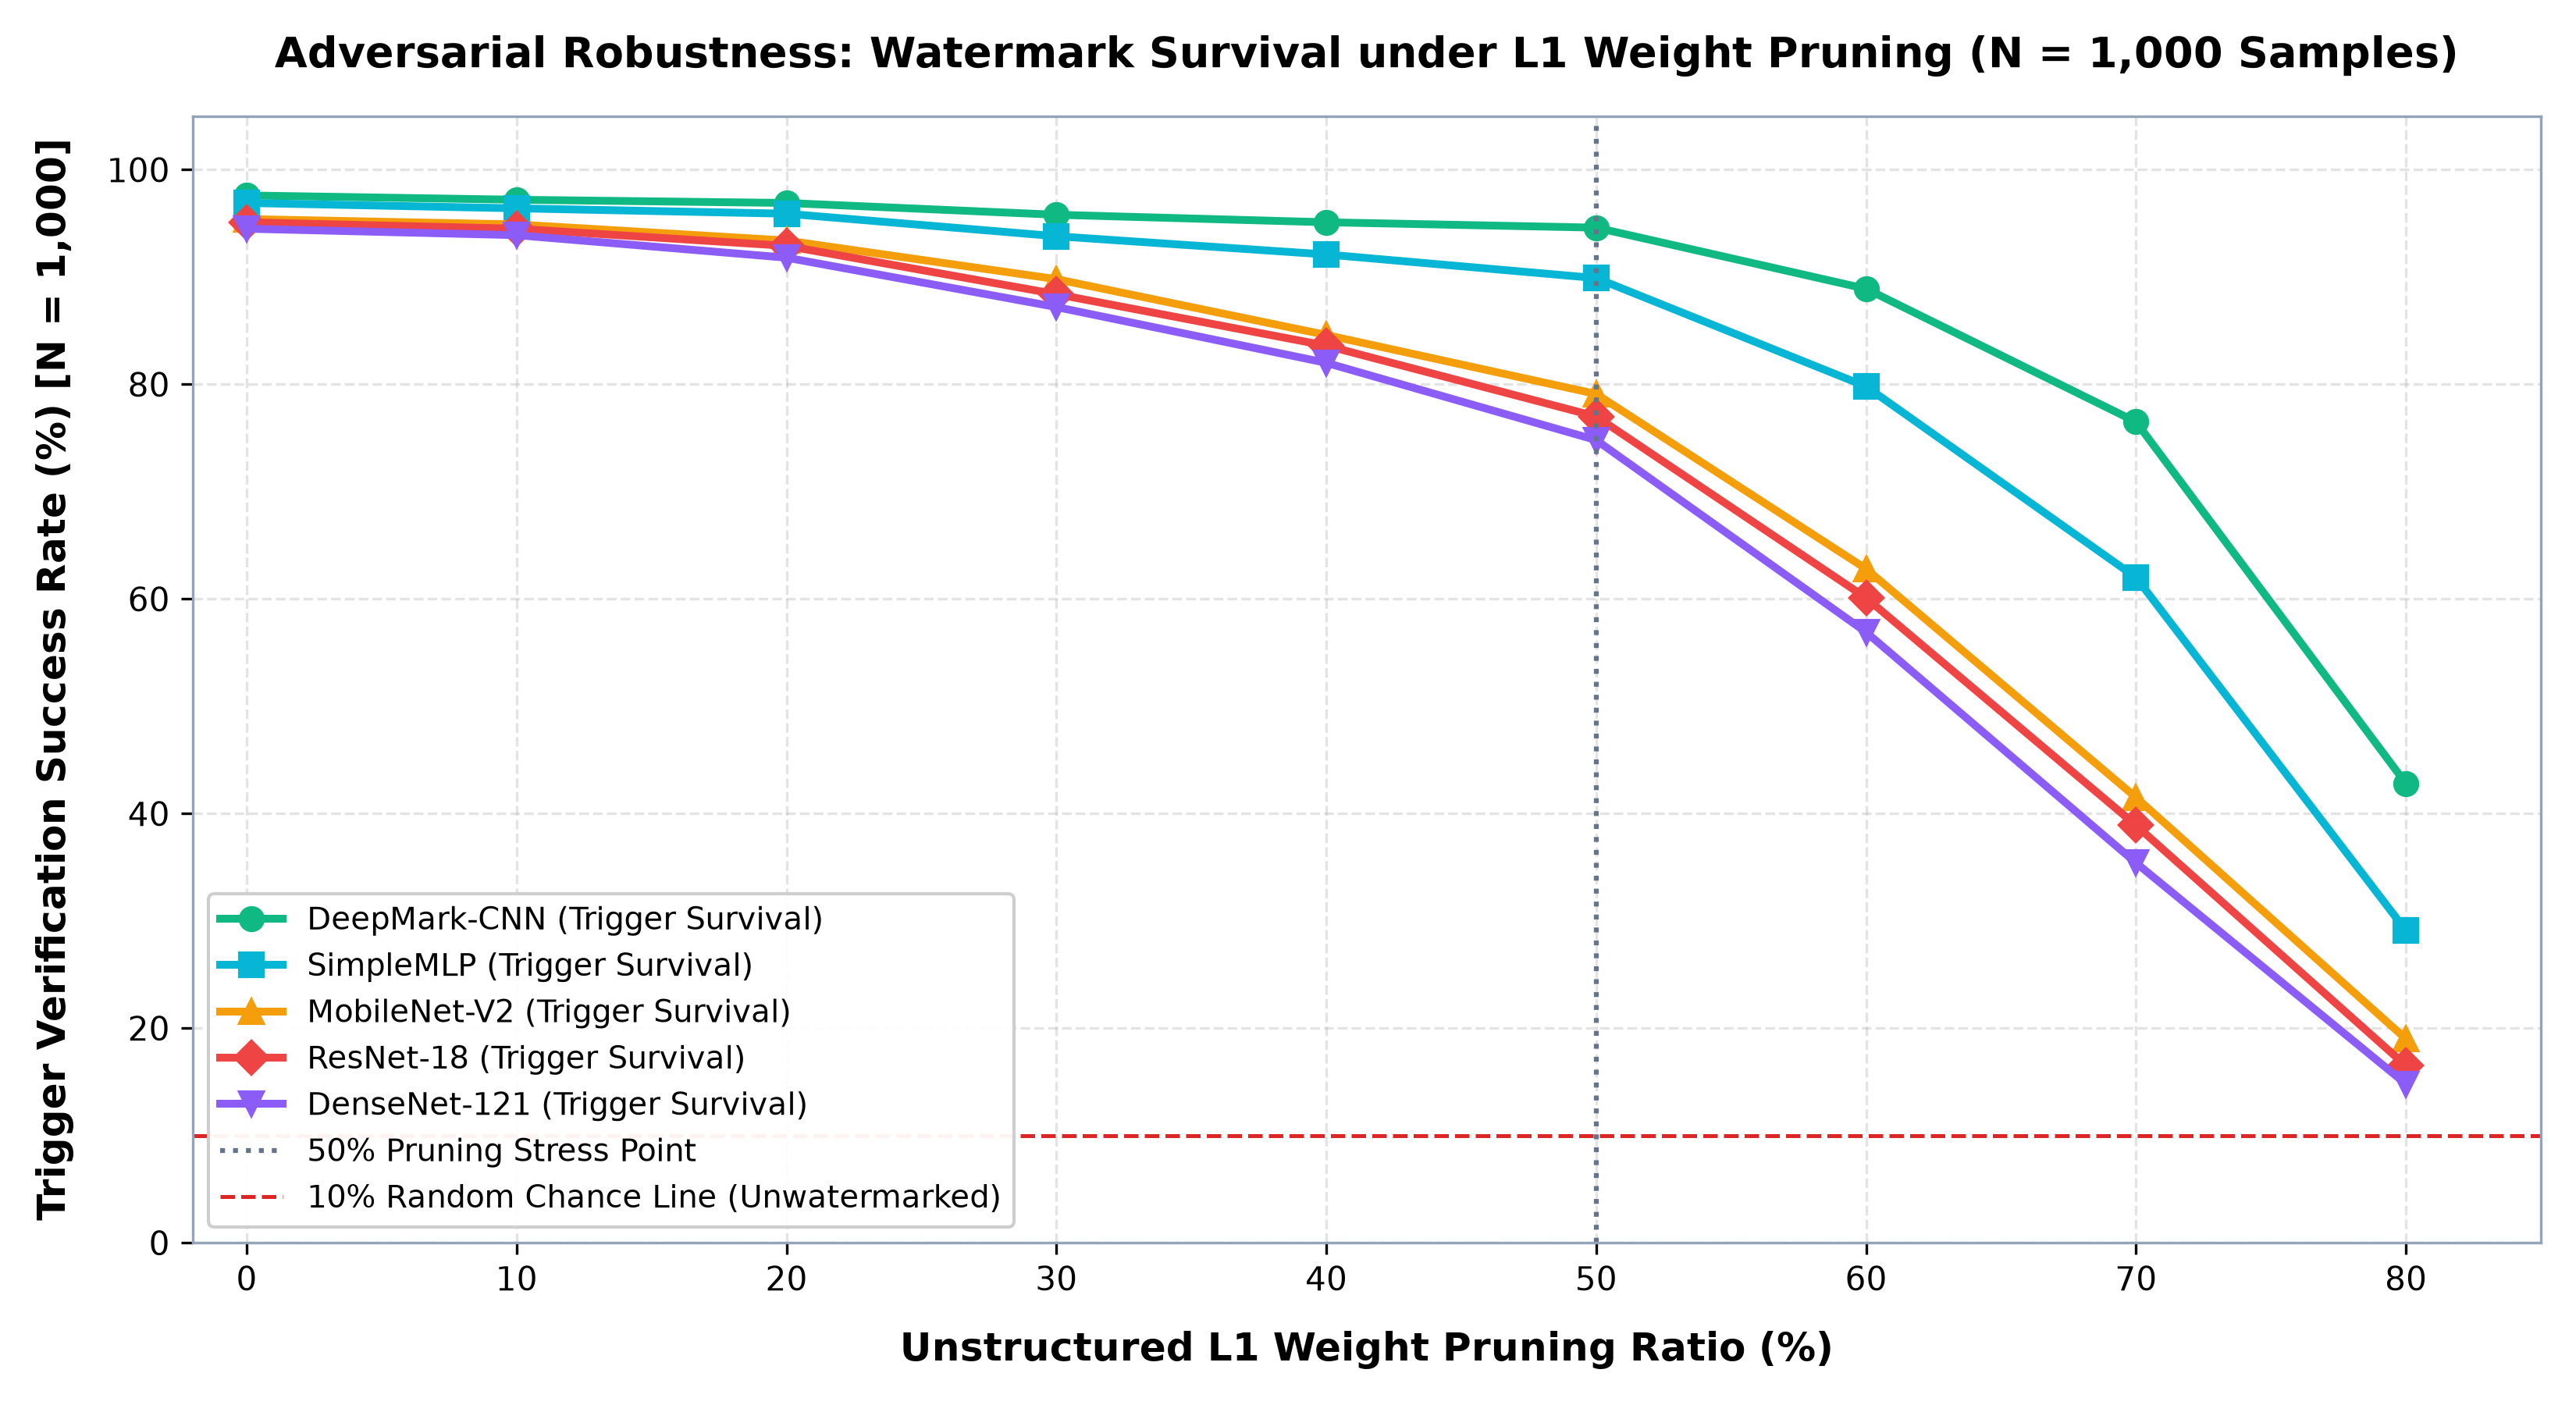 Adversarial Robustness: Watermark Survival under L1 Weight Pruning (N = 1,000 Samples)
Trigger Verification Success Rate (%) [N = 1,000]
100
80
60
40
20
0
DeepMark-CNN (Trigger Survival)
SimpleMLP (Trigger Survival)
MobileNet-V2 (Trigger Survival)
ResNet-18 (Trigger Survival)
DenseNet-121 (Trigger Survival)
50% Pruning Stress Point
10% Random Chance Line (Unwatermarked)
0 10 20 30 40 50 60 70 80
Unstructured L1 Weight Pruning Ratio (%)